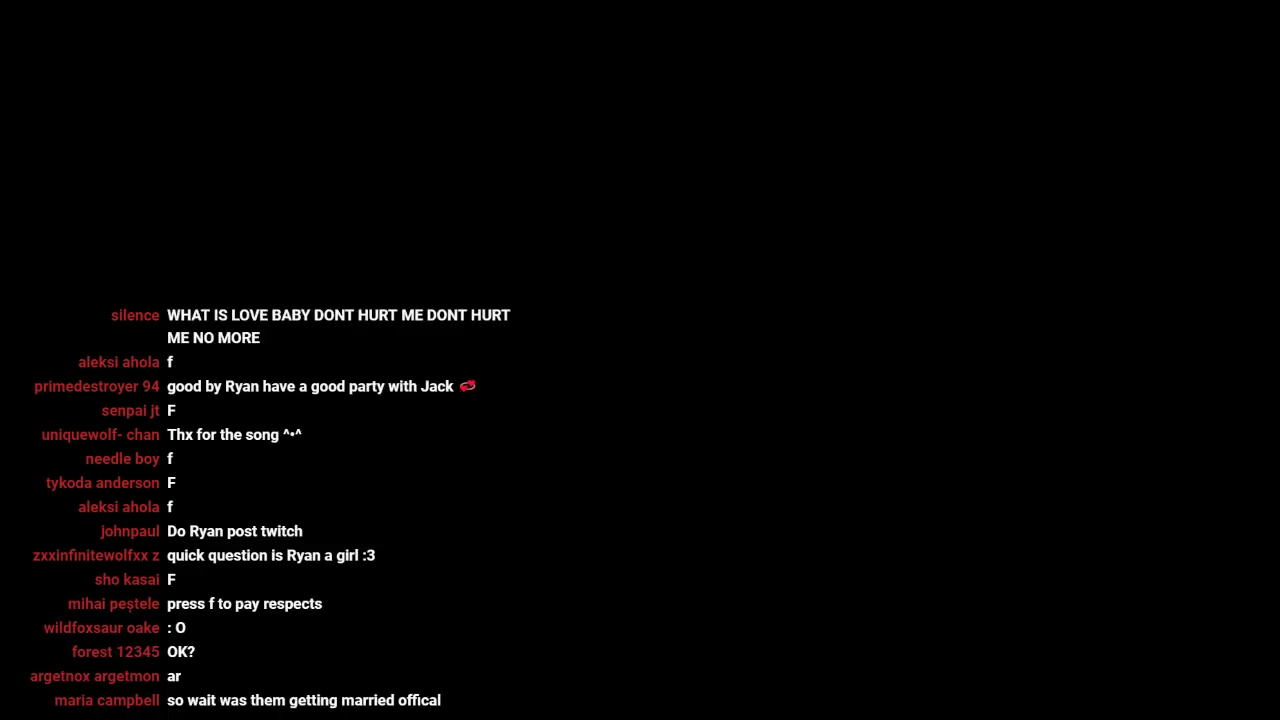 silence WHAT IS LOVE BABY DONT HURT ME DONT HURT
ME NO MORE
aleksi ahola f
primedestroyer 94 good by Ryan have a good party with Jack 💞
senpai jt F
uniquewolf- chan Thx for the song ^•^
needle boy f
tykoda anderson F
aleksi ahola f
johnpaul Do Ryan post twitch
zxxinfinitewolfxx z quick question is Ryan a girl :3
sho kasai F
mihai peștele press f to pay respects
wildfoxsaur oake : O
forest 12345 OK?
argetnox argetmon ar
maria campbell so wait was them getting married offical